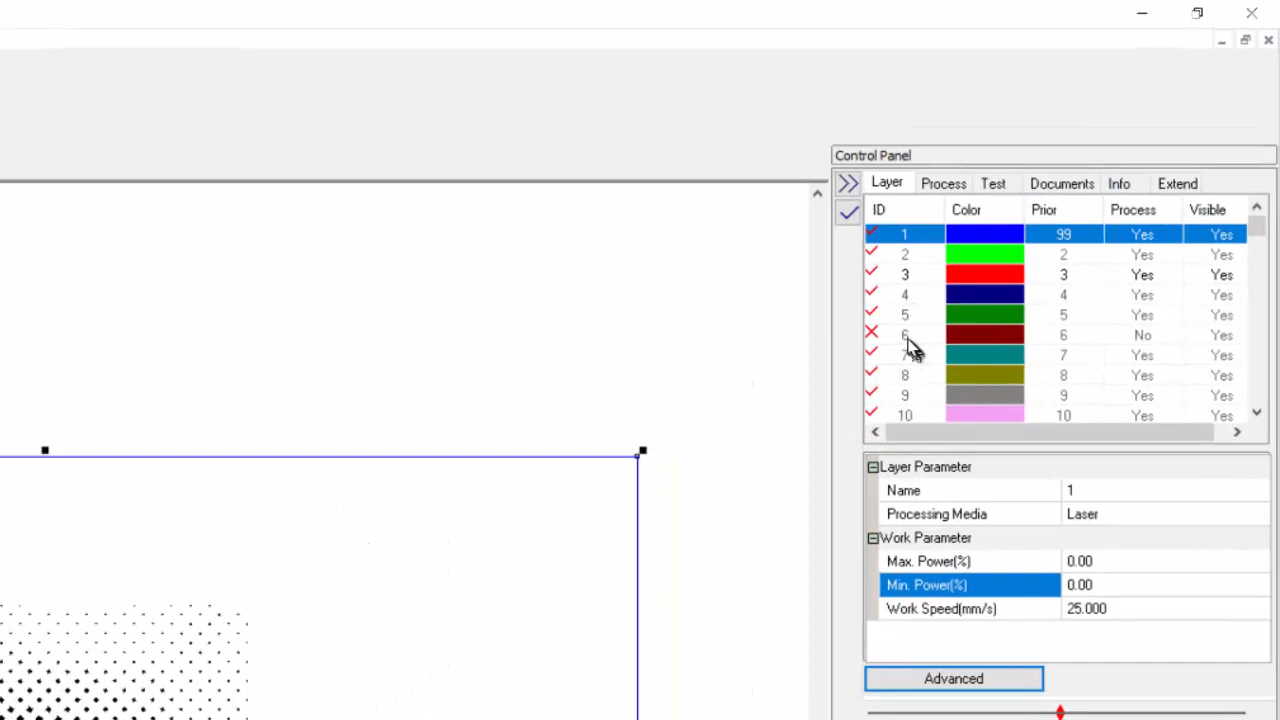 Control Panel
Layer Process Test Documents Info Extend
ID Color Prior Process Visible
1 99 Yes Yes
2 2 Yes Yes
3 3 Yes Yes
4 4 Yes Yes
5 5 Yes Yes
6 6 No Yes
7 7 Yes Yes
8 8 Yes Yes
9 9 Yes Yes
10 10 Yes Yes
Layer Parameter
Name 1
Processing Media Laser
Work Parameter
Max. Power(%) 0.00
Min. Power(%) 0.00
Work Speed(mm/s) 25.000
Advanced